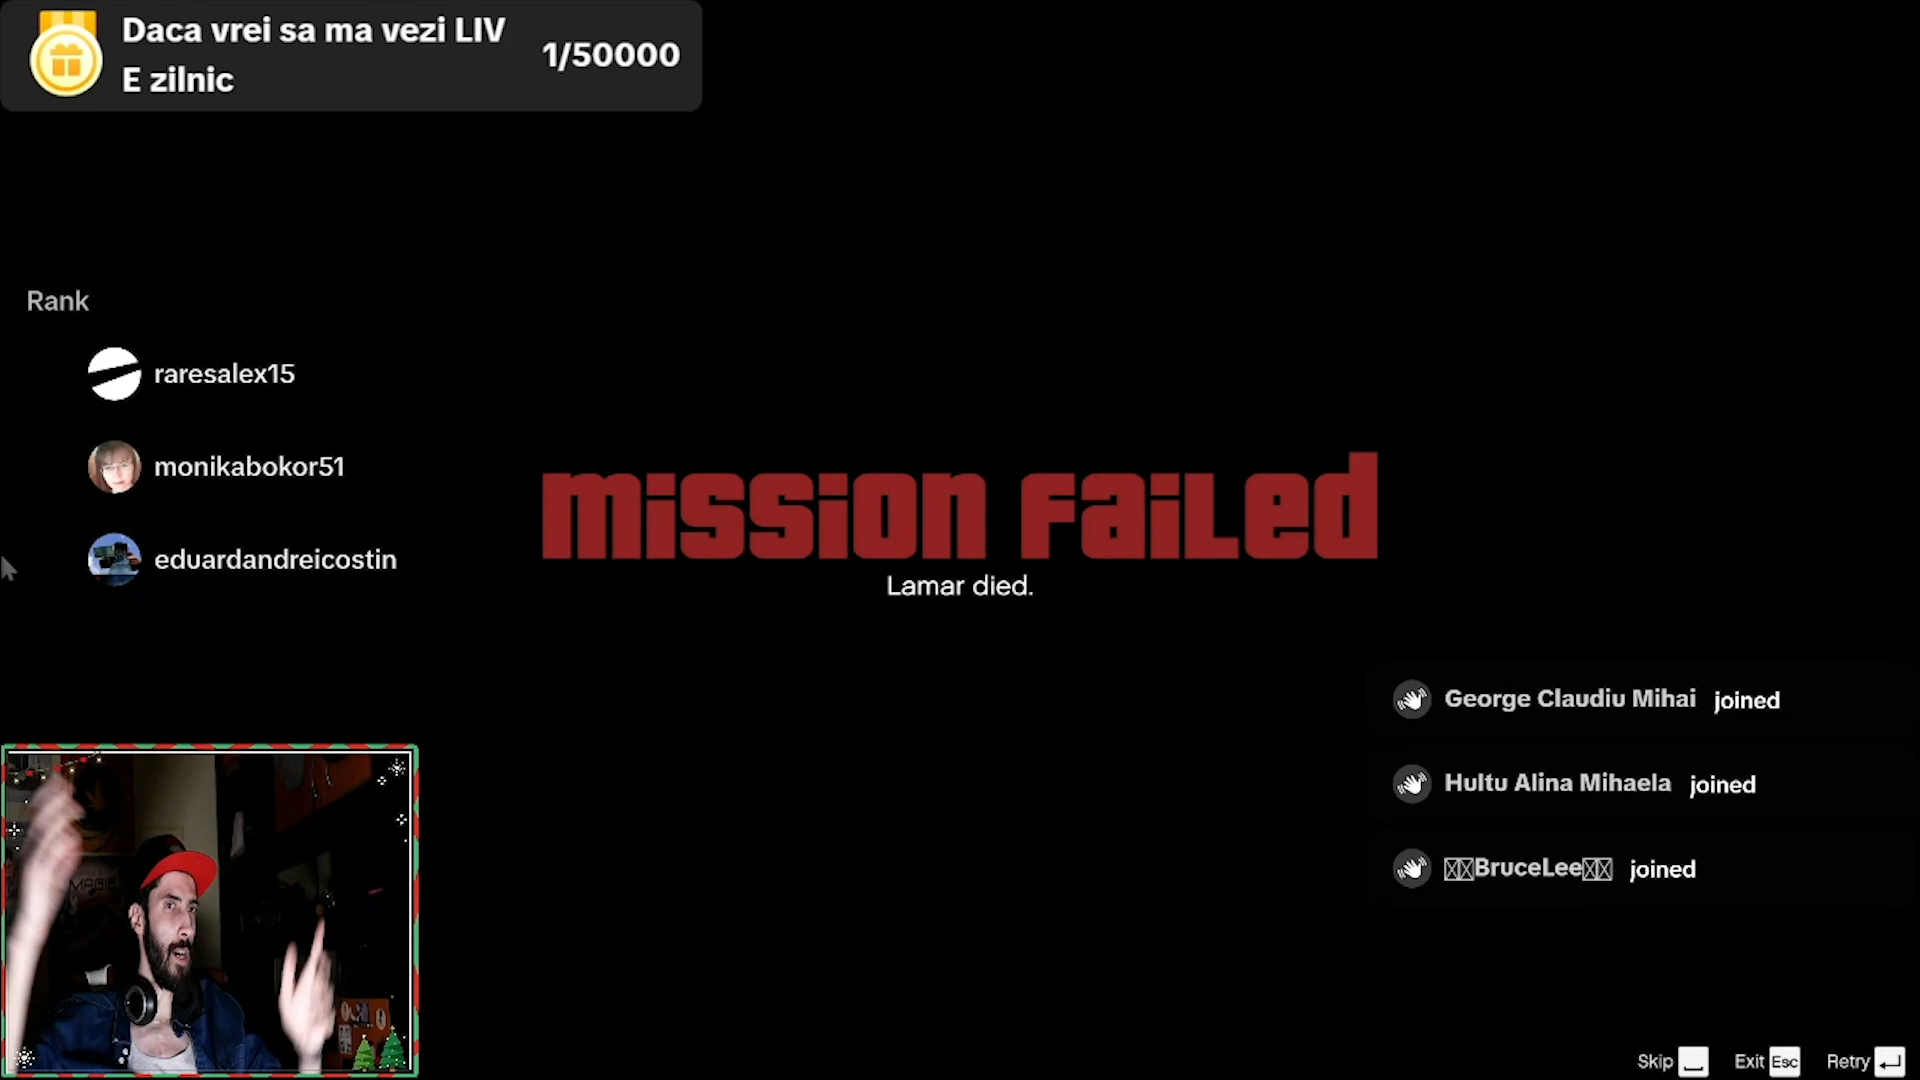 Daca vrei sa ma vezi LIV
E zilnic
1/50000
Rank
raresalex15
monikabokor51
eduardandreicostin
mission failed
Lamar died.
George Claudiu Mihai joined
Hultu Alina Mihaela joined
BruceLee joined
MAGIC
Skip
Exit Esc
Retry